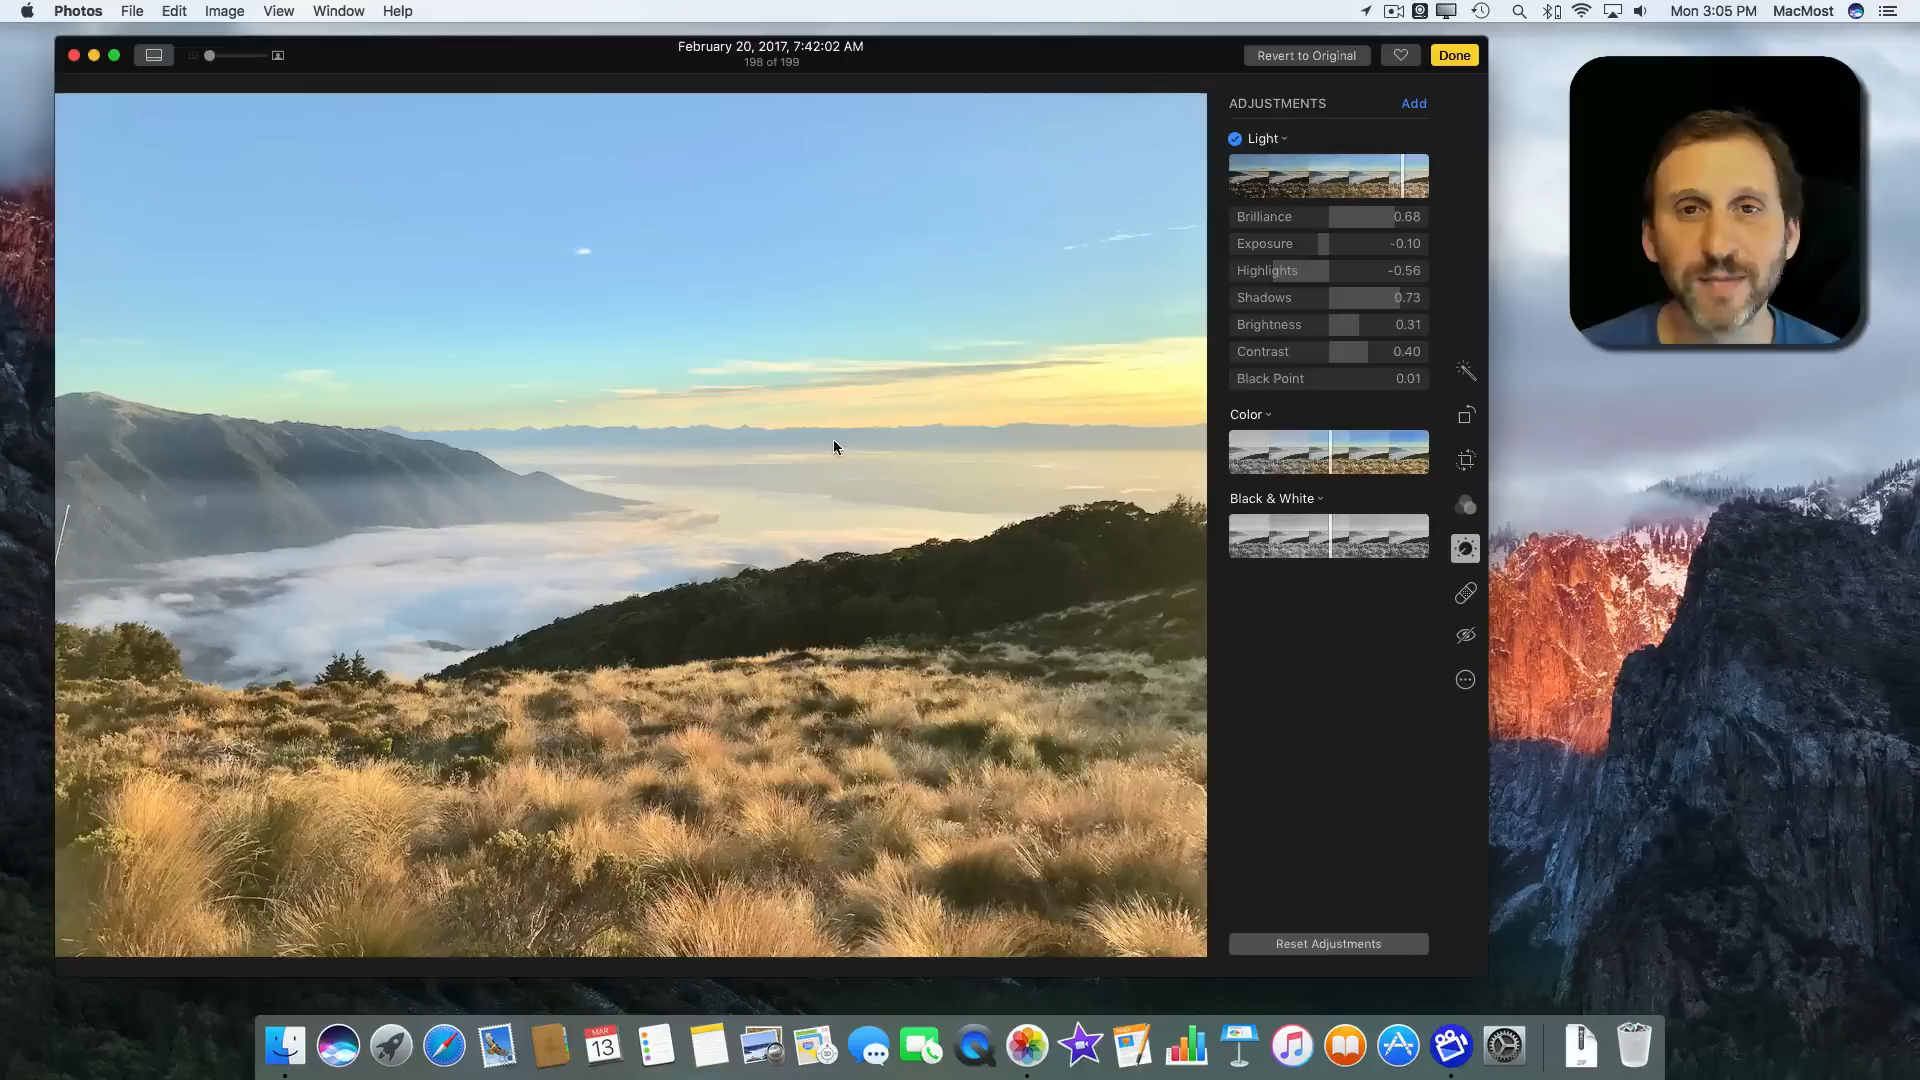 Photos File Edit Image View Window Help
Mon 3:05 PM MacMost
February 20, 2017, 7:42:02 AM
198 of 199
Revert to Original
Done
ADJUSTMENTS Add
Light
Brilliance 0.68
Exposure -0.10
Highlights -0.56
Shadows 0.73
Brightness 0.31
Contrast 0.40
Black Point 0.01
Color
Black & White
Reset Adjustments
MAR
13
ZIP